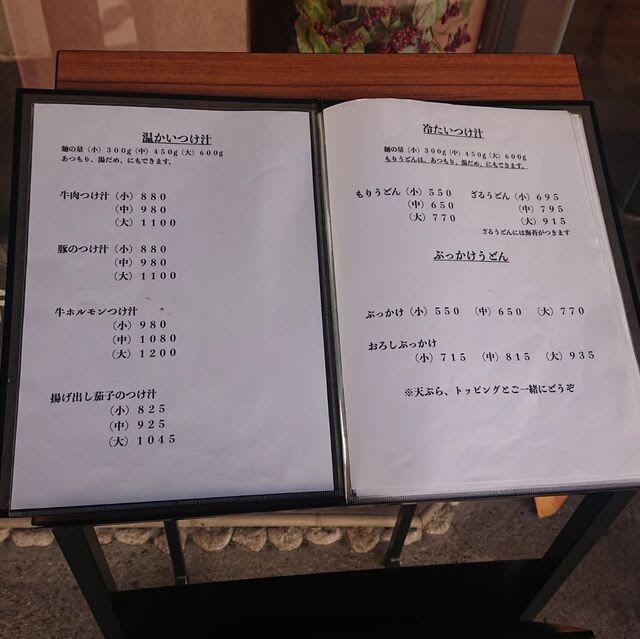 温かいつけ汁
麺の量(小)300g(中)450g(大)600g
あつもり、湯だめ、にもできます。
牛肉つけ汁(小)880
(中)980
(大)1100
豚のつけ汁(小)880
(中)980
(大)1100
牛ホルモンつけ汁
(小)980
(中)1080
(大)1200
揚げ出し茄子のつけ汁
(小)825
(中)925
(大)1045
冷たいつけ汁
麺の量(小)300g(中)450g(大)600g
もりうどんは、あつもり、湯だめ、にもできます。
もりうどん(小)550
(中)650
(大)770
ざるうどん(小)695
(中)795
(大)915
ざるうどんには海苔がつきます
ぶっかけうどん
ぶっかけ(小)550 (中)650 (大)770
おろしぶっかけ
(小)715 (中)815 (大)935
※天ぷら、トッピングとご一緒にどうぞ